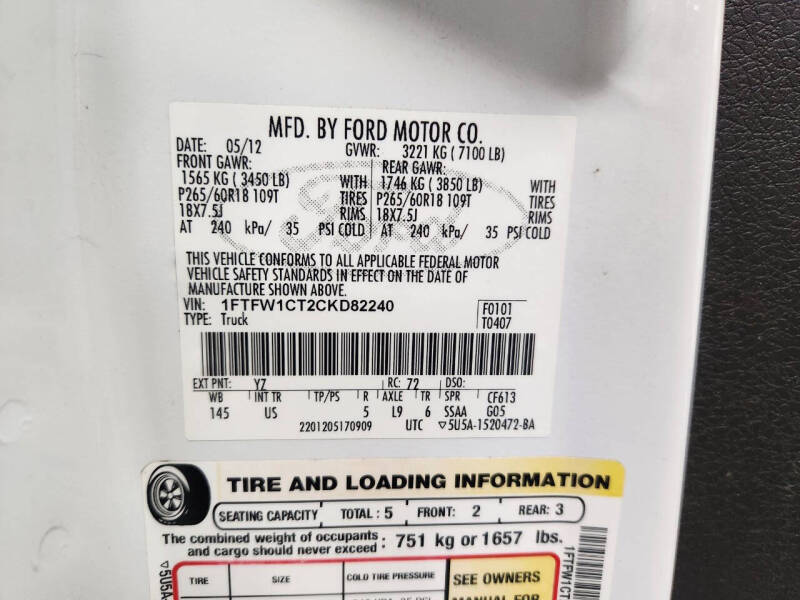 MFD. BY FORD MOTOR CO.
DATE: 05/12 GVWR: 3221 KG ( 7100 LB)
FRONT GAWR: REAR GAWR:
1565 KG ( 3450 LB) WITH 1746 KG ( 3850 LB) WITH
P265/60R18 109T TIRES P265/60R18 109T TIRES
18X7.5J RIMS 18X7.5J RIMS
AT 240 kPa/ 35 PSI COLD AT 240 kPa/ 35 PSI COLD
Ford
THIS VEHICLE CONFORMS TO ALL APPLICABLE FEDERAL MOTOR
VEHICLE SAFETY STANDARDS IN EFFECT ON THE DATE OF
MANUFACTURE SHOWN ABOVE.
VIN: 1FTFW1CT2CKD82240 F0101
TYPE: Truck T0407
EXT PNT: YZ RC: 72 DSO:
WB INT TR TP/PS R AXLE TR SPR CF613
145 US 5 L9 6 SSAA G05
2201205170909 UTC ▽5U5A-1520472-BA
TIRE AND LOADING INFORMATION
SEATING CAPACITY TOTAL : 5 FRONT: 2 REAR: 3
The combined weight of occupants
and cargo should never exceed : 751 kg or 1657 lbs.
TIRE SIZE COLD TIRE PRESSURE SEE OWNERS
MANUAL FOR
▽5U5A
1FTFW1CT